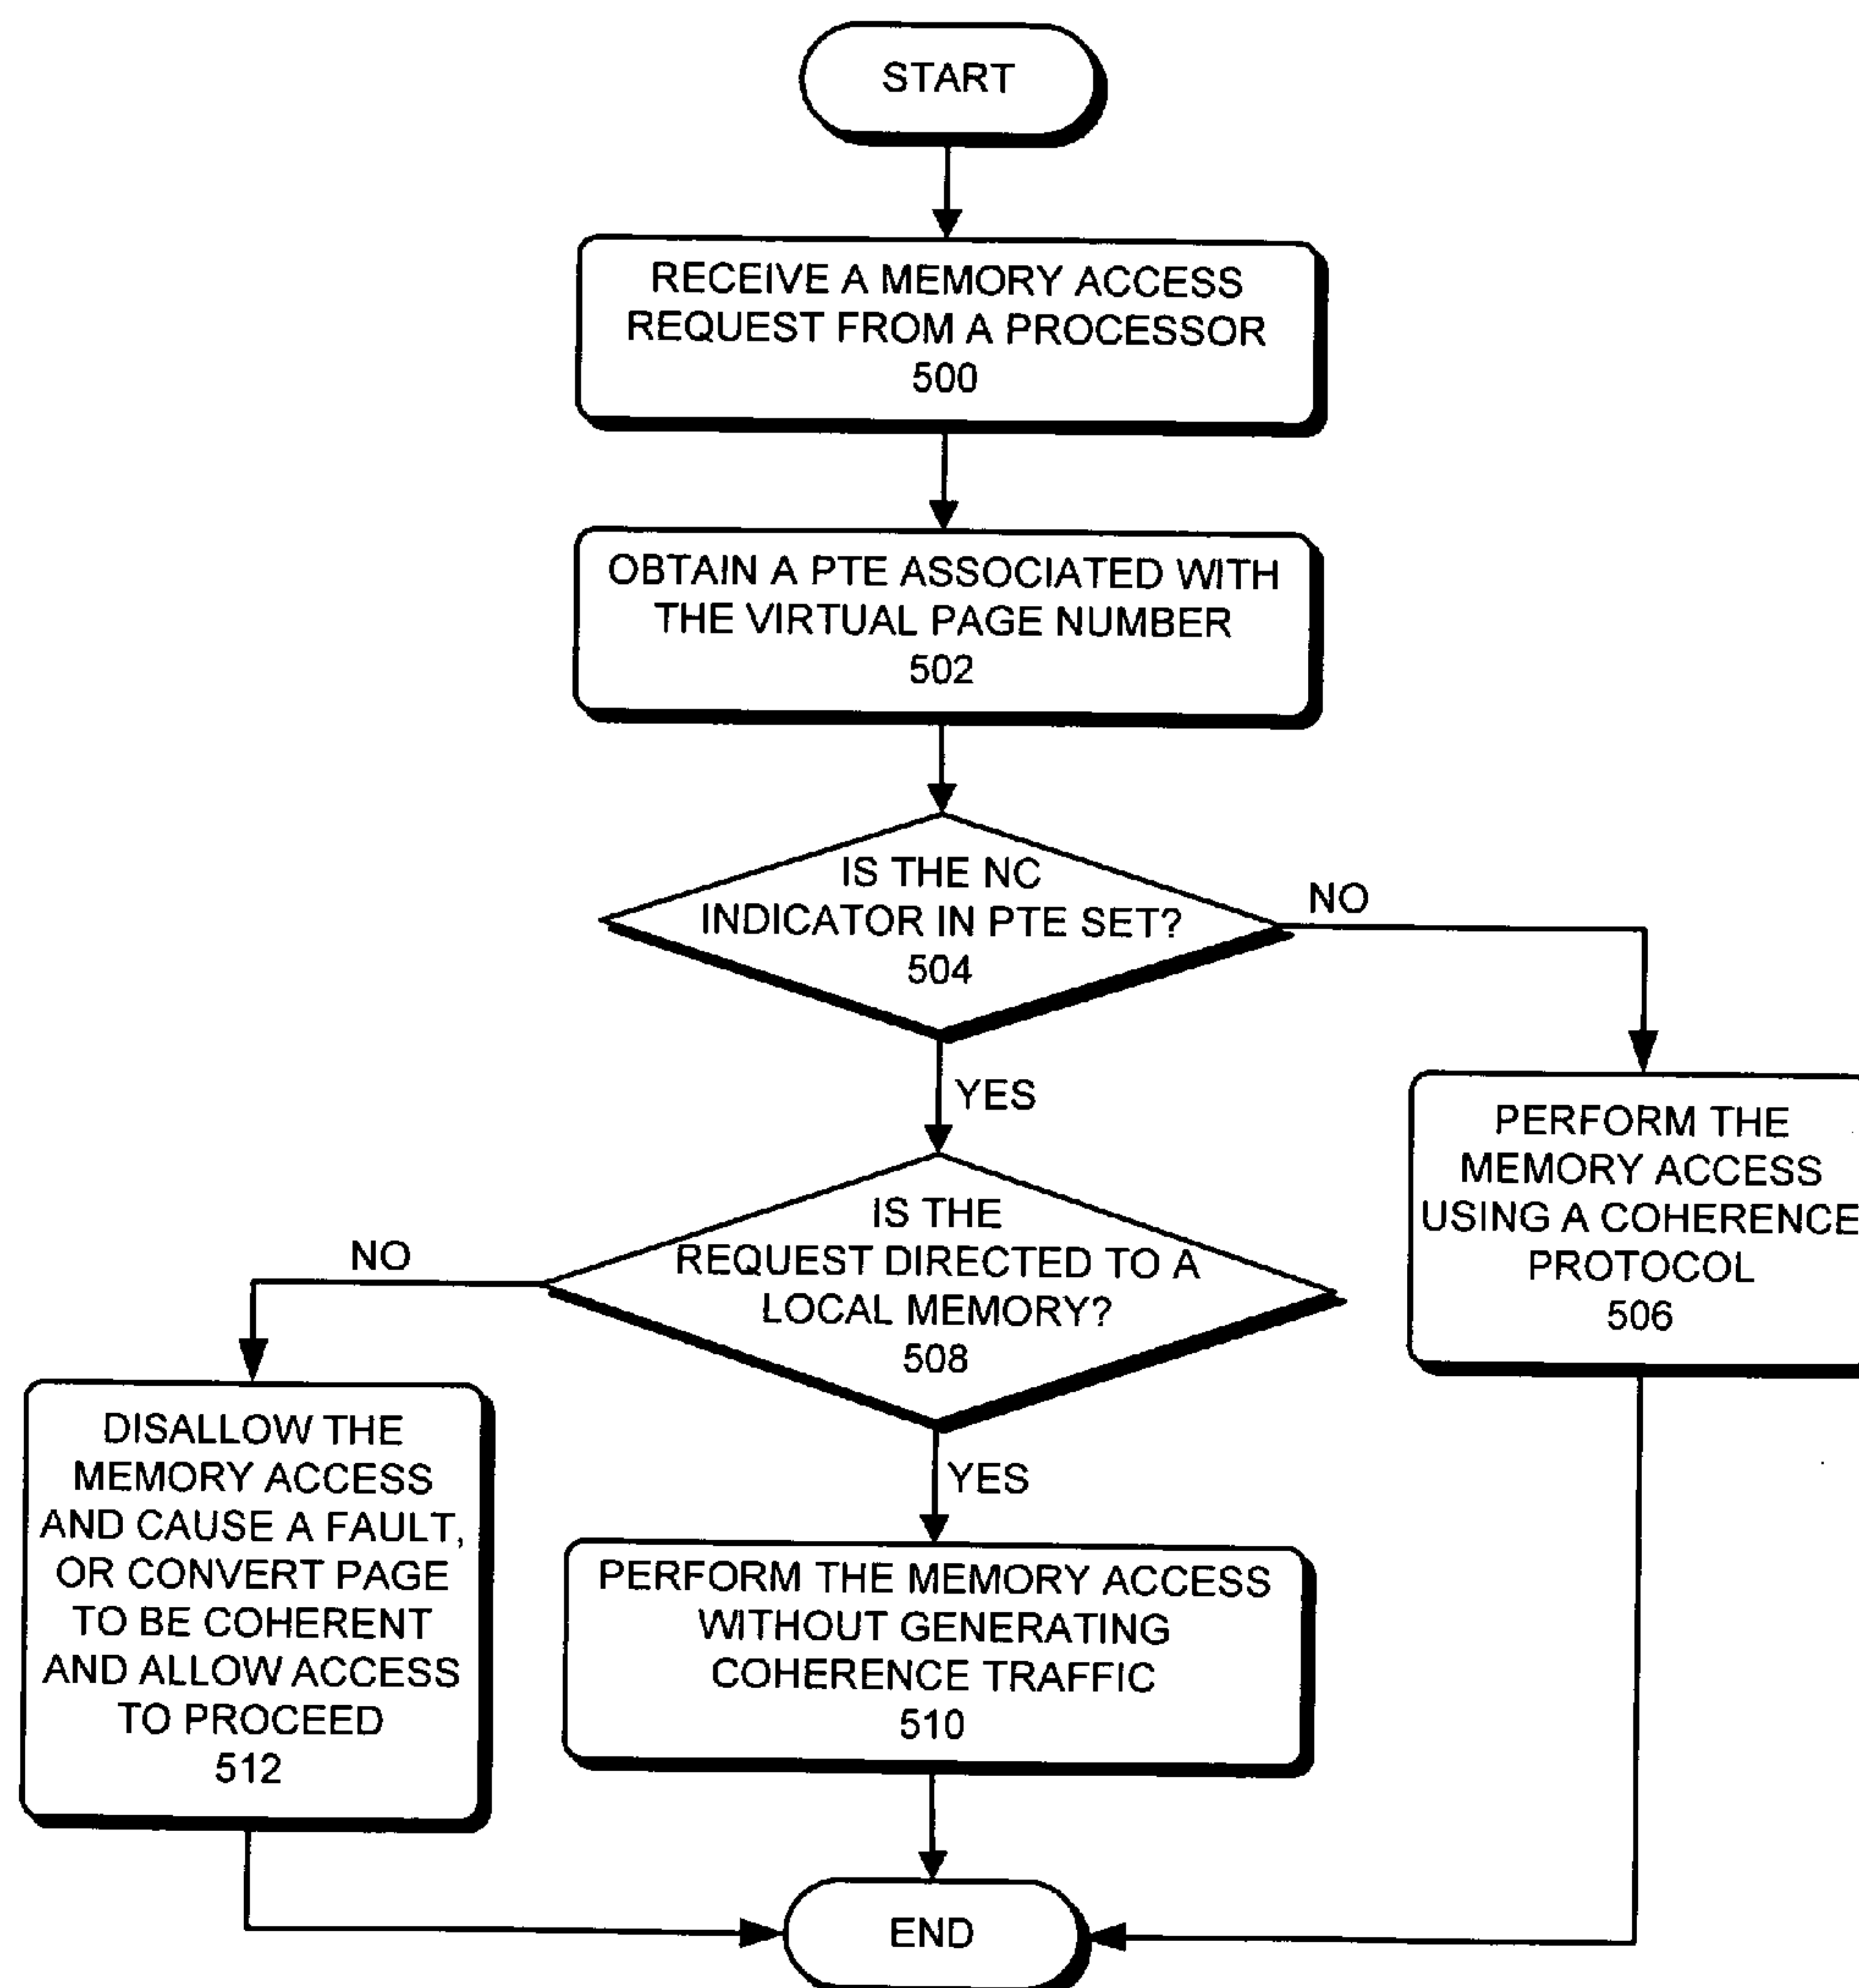 START
RECEIVE A MEMORY ACCESS
REQUEST FROM A PROCESSOR
500
OBTAIN A PTE ASSOCIATED WITH
THE VIRTUAL PAGE NUMBER
502
IS THE NC
INDICATOR IN PTE SET?
504
NO
YES
PERFORM THE
MEMORY ACCESS
USING A COHERENCE
PROTOCOL
506
IS THE
REQUEST DIRECTED TO A
LOCAL MEMORY?
508
NO
YES
DISALLOW THE
MEMORY ACCESS
AND CAUSE A FAULT,
OR CONVERT PAGE
TO BE COHERENT
AND ALLOW ACCESS
TO PROCEED
512
PERFORM THE MEMORY ACCESS
WITHOUT GENERATING
COHERENCE TRAFFIC
510
END